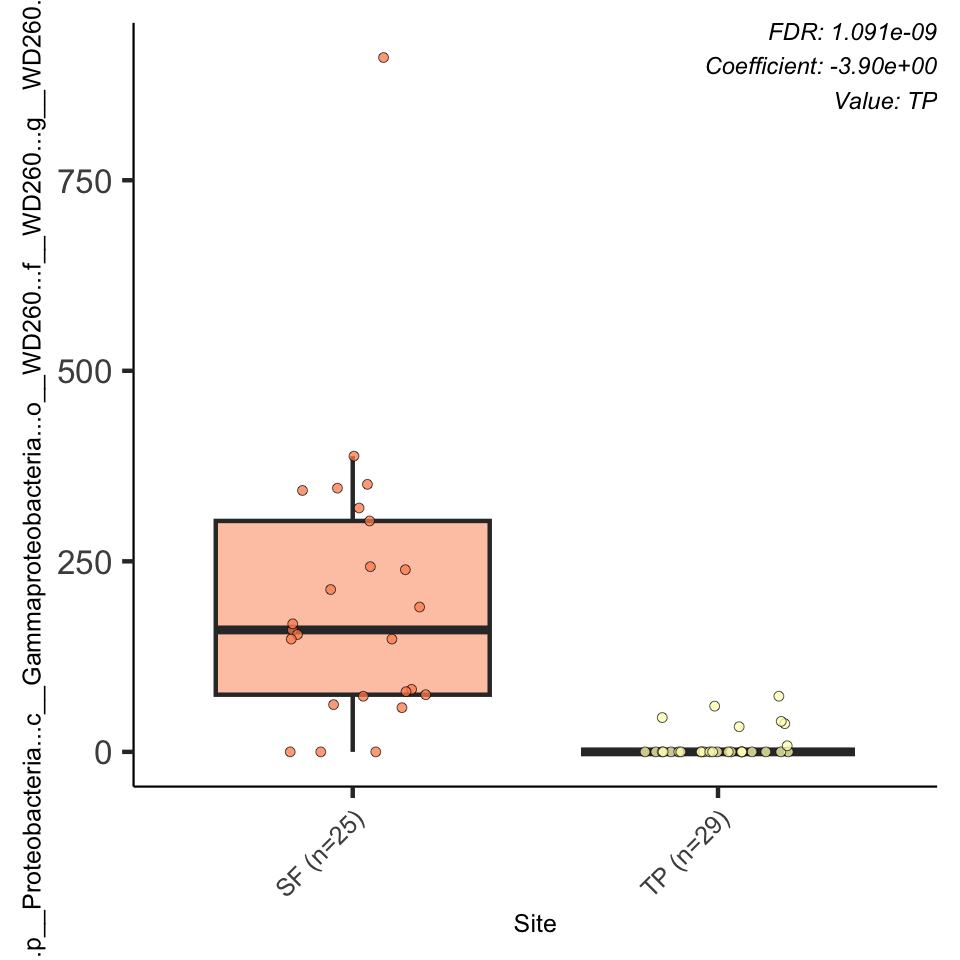 FDR: 1.091e-09
Coefficient: -3.90e+00
Value: TP
.p__Proteobacteria...c__Gammaproteobacteria...o__WD260...f__WD260...g__WD260.
750
500
250
0
SF (n=25)
TP (n=29)
Site